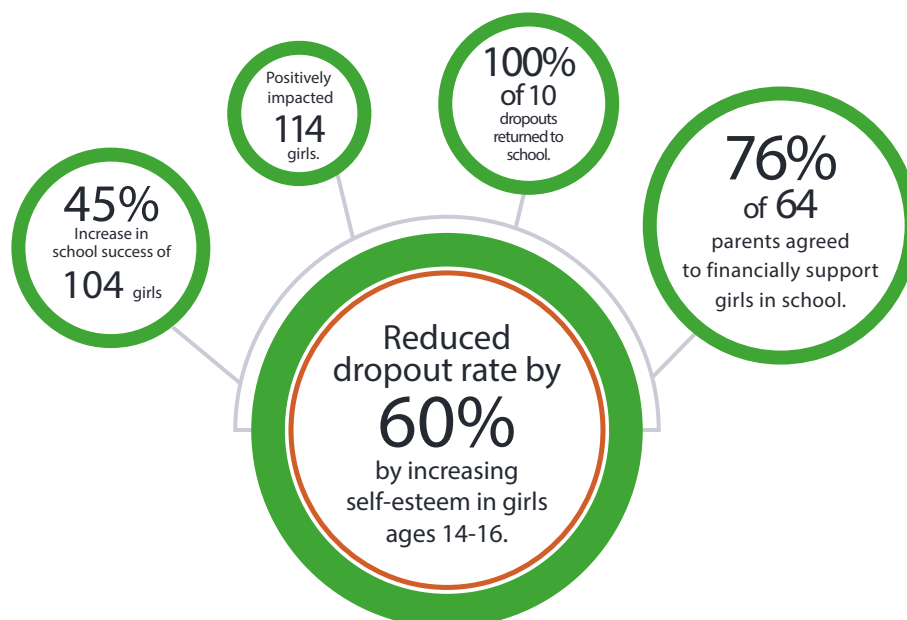 45%
Increase in
school success of
104 girls
Positively
impacted
114
girls.
100%
of 10
dropouts
returned to
school.
76%
of 64
parents agreed
to financially support
girls in school.
Reduced
dropout rate by
60%
by increasing
self-esteem in girls
ages 14-16.